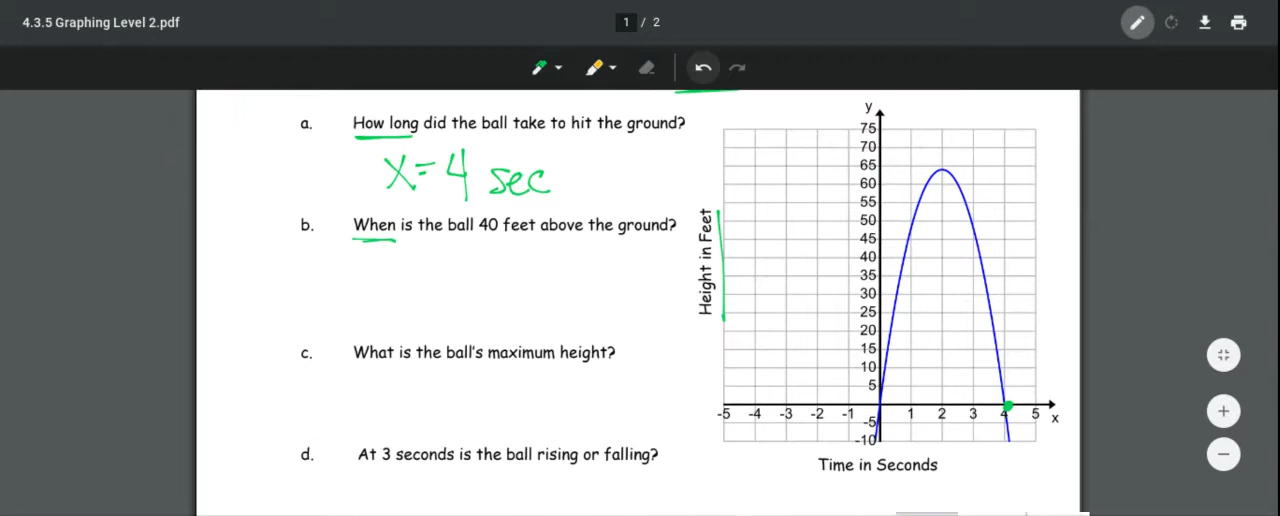 4.3.5 Graphing Level 2.pdf
1 / 2
a. How long did the ball take to hit the ground?
x = 4 sec
b. When is the ball 40 feet above the ground?
c. What is the ball's maximum height?
d. At 3 seconds is the ball rising or falling?
y
75
70
65
60
55
50
45
40
35
30
25
20
15
10
5
-5 -4 -3 -2 -1 1 2 3 4 5 x
-5
-10
Height in Feet
Time in Seconds